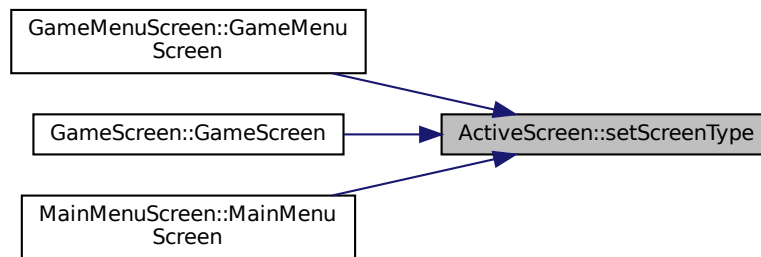 GameMenuScreen::GameMenu
Screen
GameScreen::GameScreen
ActiveScreen::setScreenType
MainMenuScreen::MainMenu
Screen